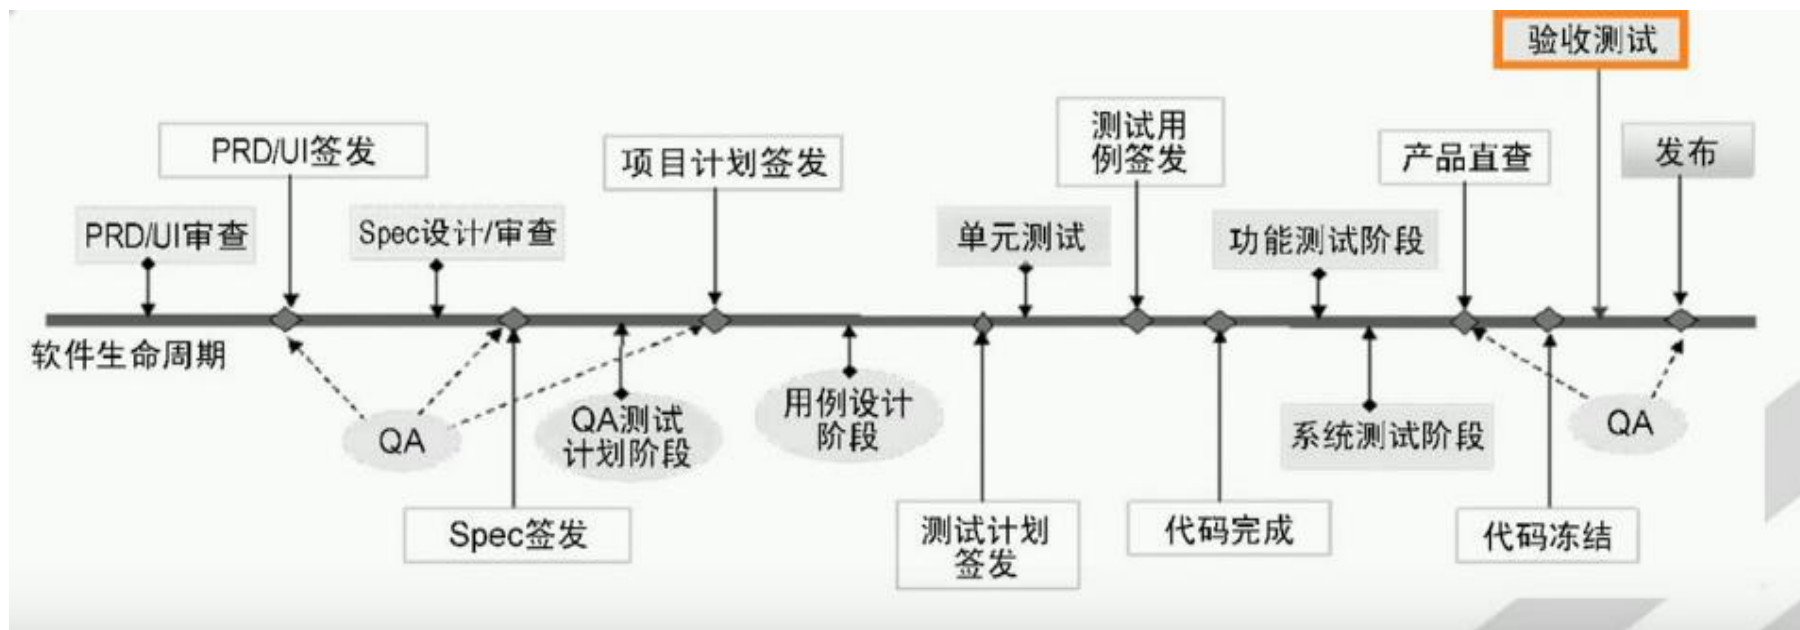 验收测试
测试用
例签发
PRD/UI签发
项目计划签发
产品直查
发布
PRD/UI审查
Spec设计/审查
单元测试
功能测试阶段
软件生命周期
QA
QA测试
计划阶段
用例设计
阶段
系统测试阶段
QA
Spec签发
测试计划
签发
代码完成
代码冻结